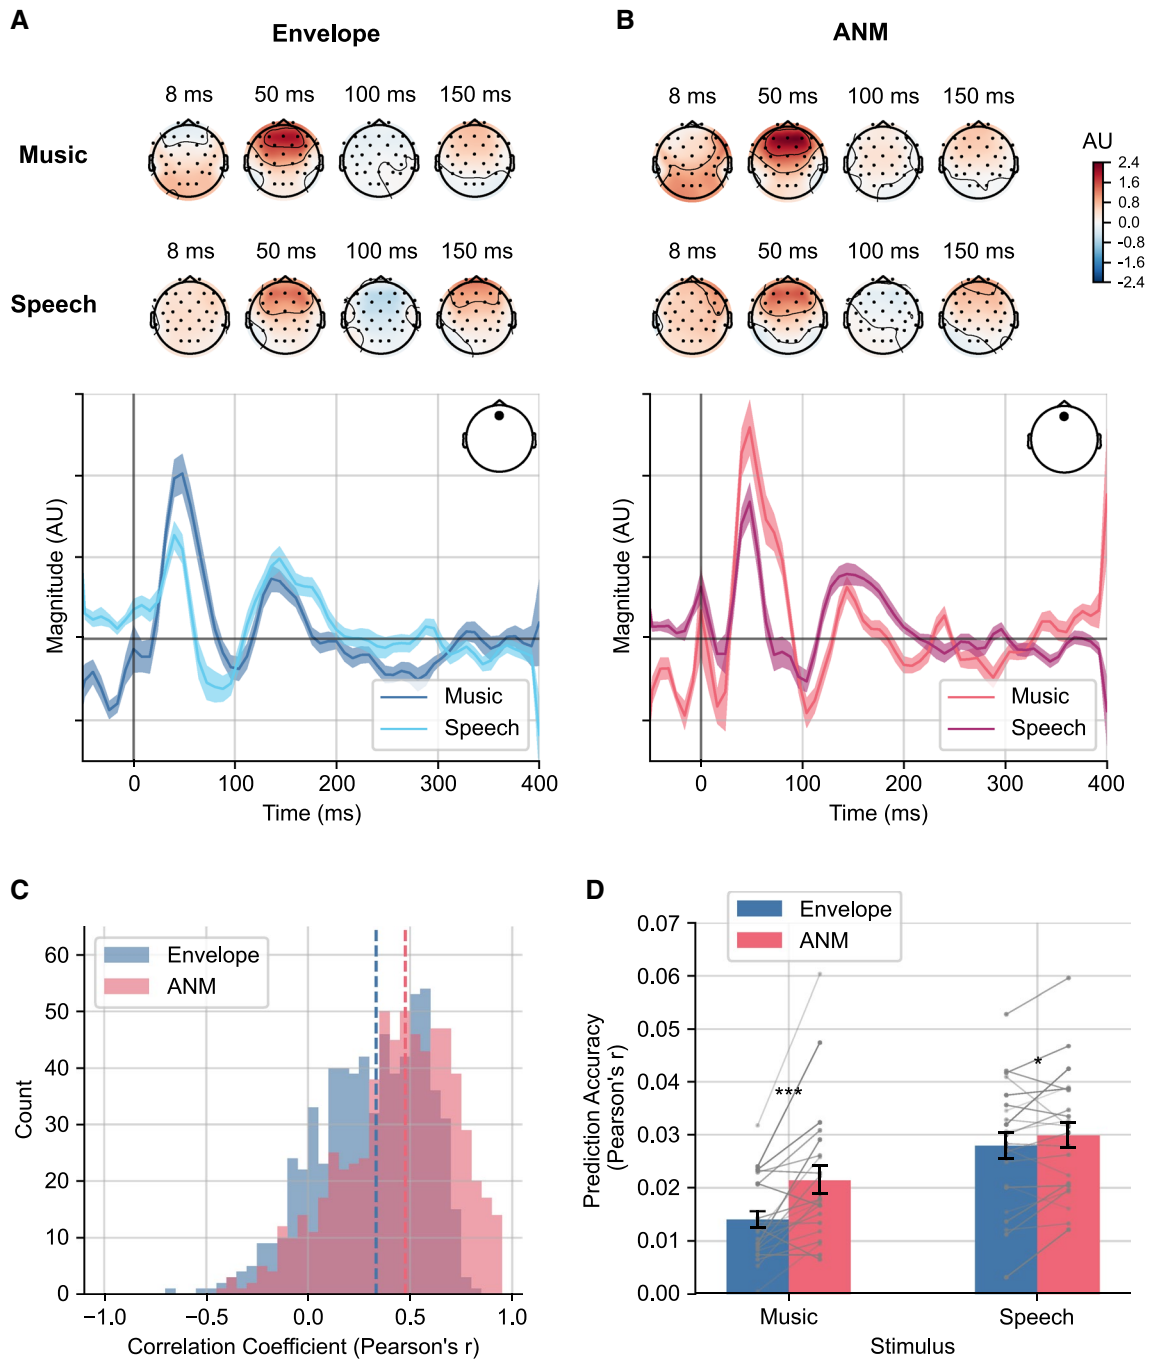 A
Envelope
B
ANM
8 ms 50 ms 100 ms 150 ms
8 ms 50 ms 100 ms 150 ms
Music
AU
2.4
1.6
0.8
0.0
-0.8
-1.6
-2.4
8 ms 50 ms 100 ms 150 ms
8 ms 50 ms 100 ms 150 ms
Speech
Magnitude (AU)
Music
Speech
0 100 200 300 400
Time (ms)
Magnitude (AU)
Music
Speech
0 100 200 300 400
Time (ms)
C
Envelope
ANM
Count
60
50
40
30
20
10
0
−1.0 −0.5 0.0 0.5 1.0
Correlation Coefficient (Pearson's r)
D
Envelope
ANM
Prediction Accuracy
(Pearson's r)
0.07
0.06
0.05
0.04
0.03
0.02
0.01
0.00
***
*
Music Speech
Stimulus